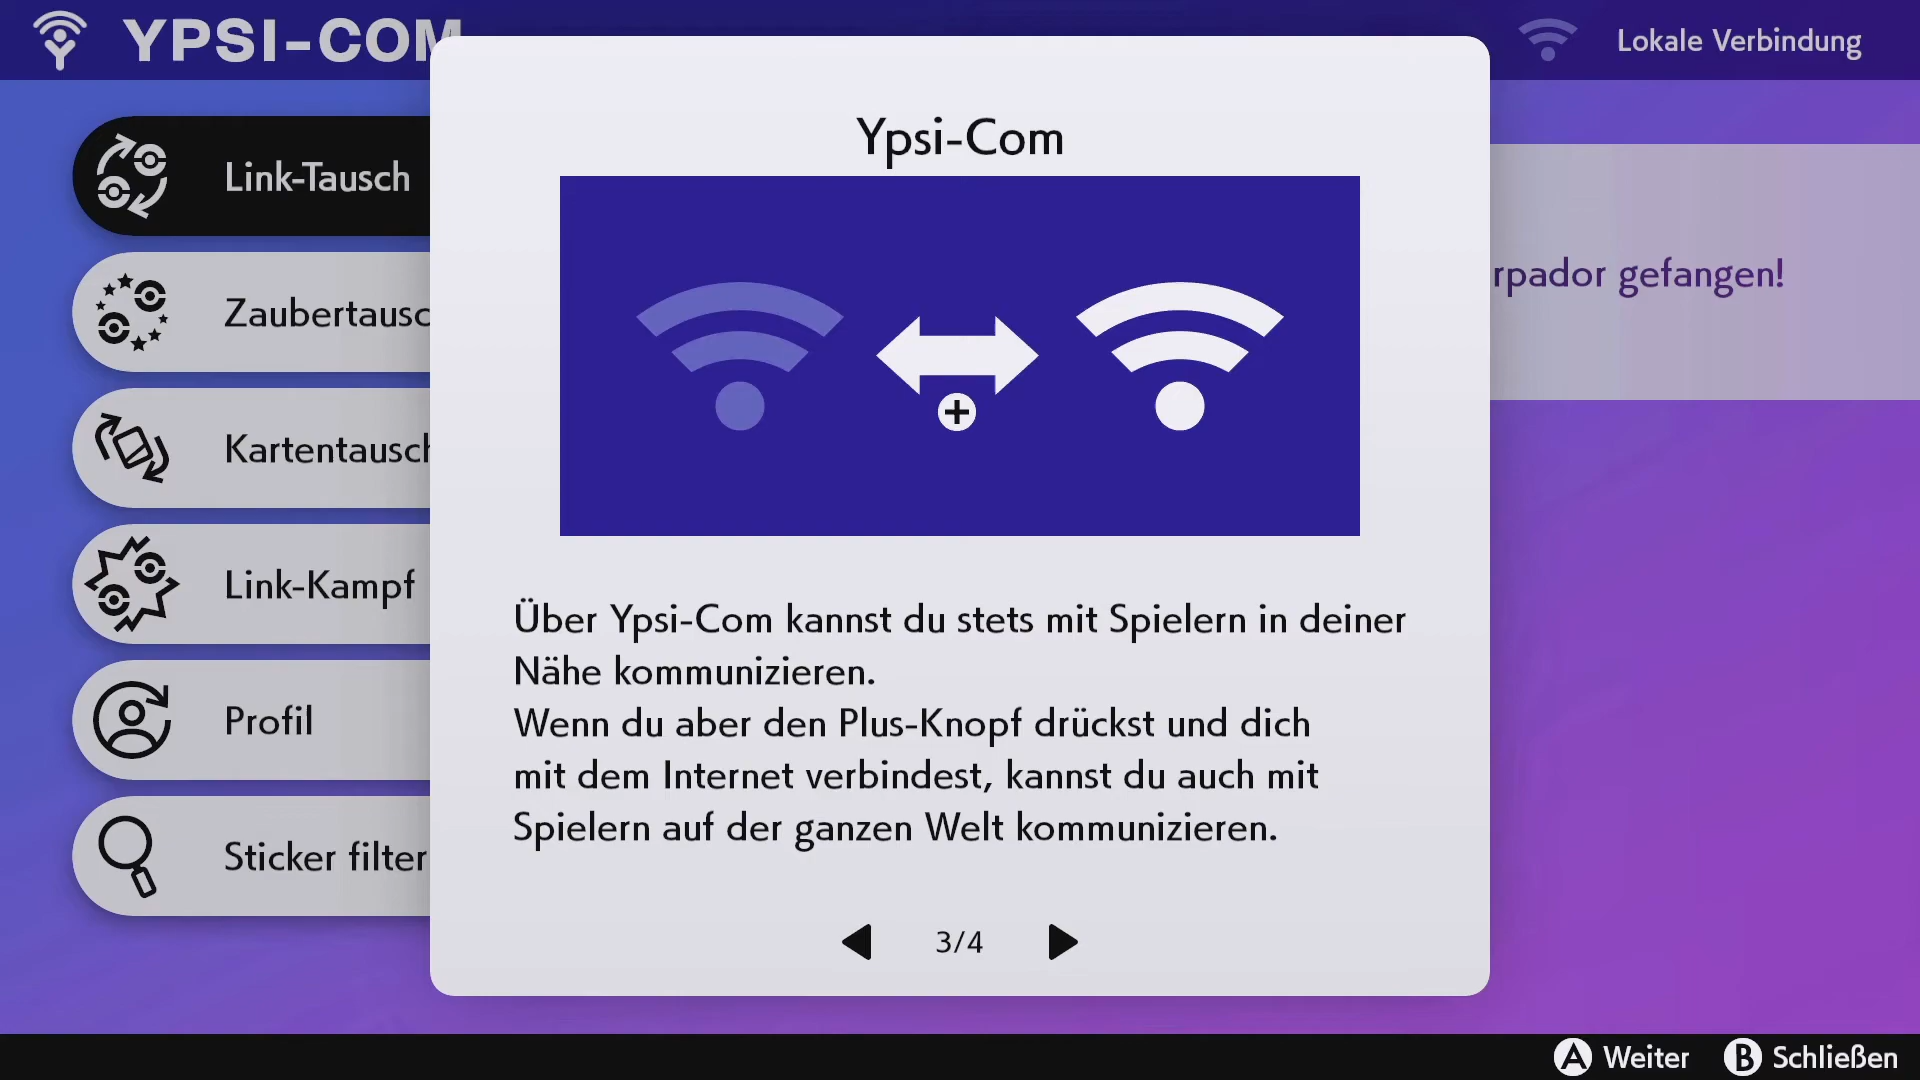 YPSI-COM
Lokale Verbindung
Link-Tausch
Kartentausch
Link-Kampf
Profil
Sticker filter
gefangen!
Ypsi-Com
Über Ypsi-Com kannst du stets mit Spielern in deiner
Nähe kommunizieren.
Wenn du aber den Plus-Knopf drückst und dich
mit dem Internet verbindest, kannst du auch mit
Spielern auf der ganzen Welt kommunizieren.
3/4
A Weiter
B Schließen